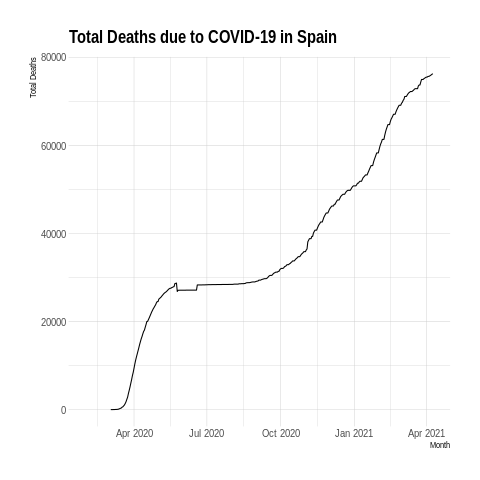 Total Deaths due to COVID-19 in Spain
Total Deaths
80000
60000
40000
20000
0
Apr 2020 Jul 2020 Oct 2020 Jan 2021 Apr 2021
Month